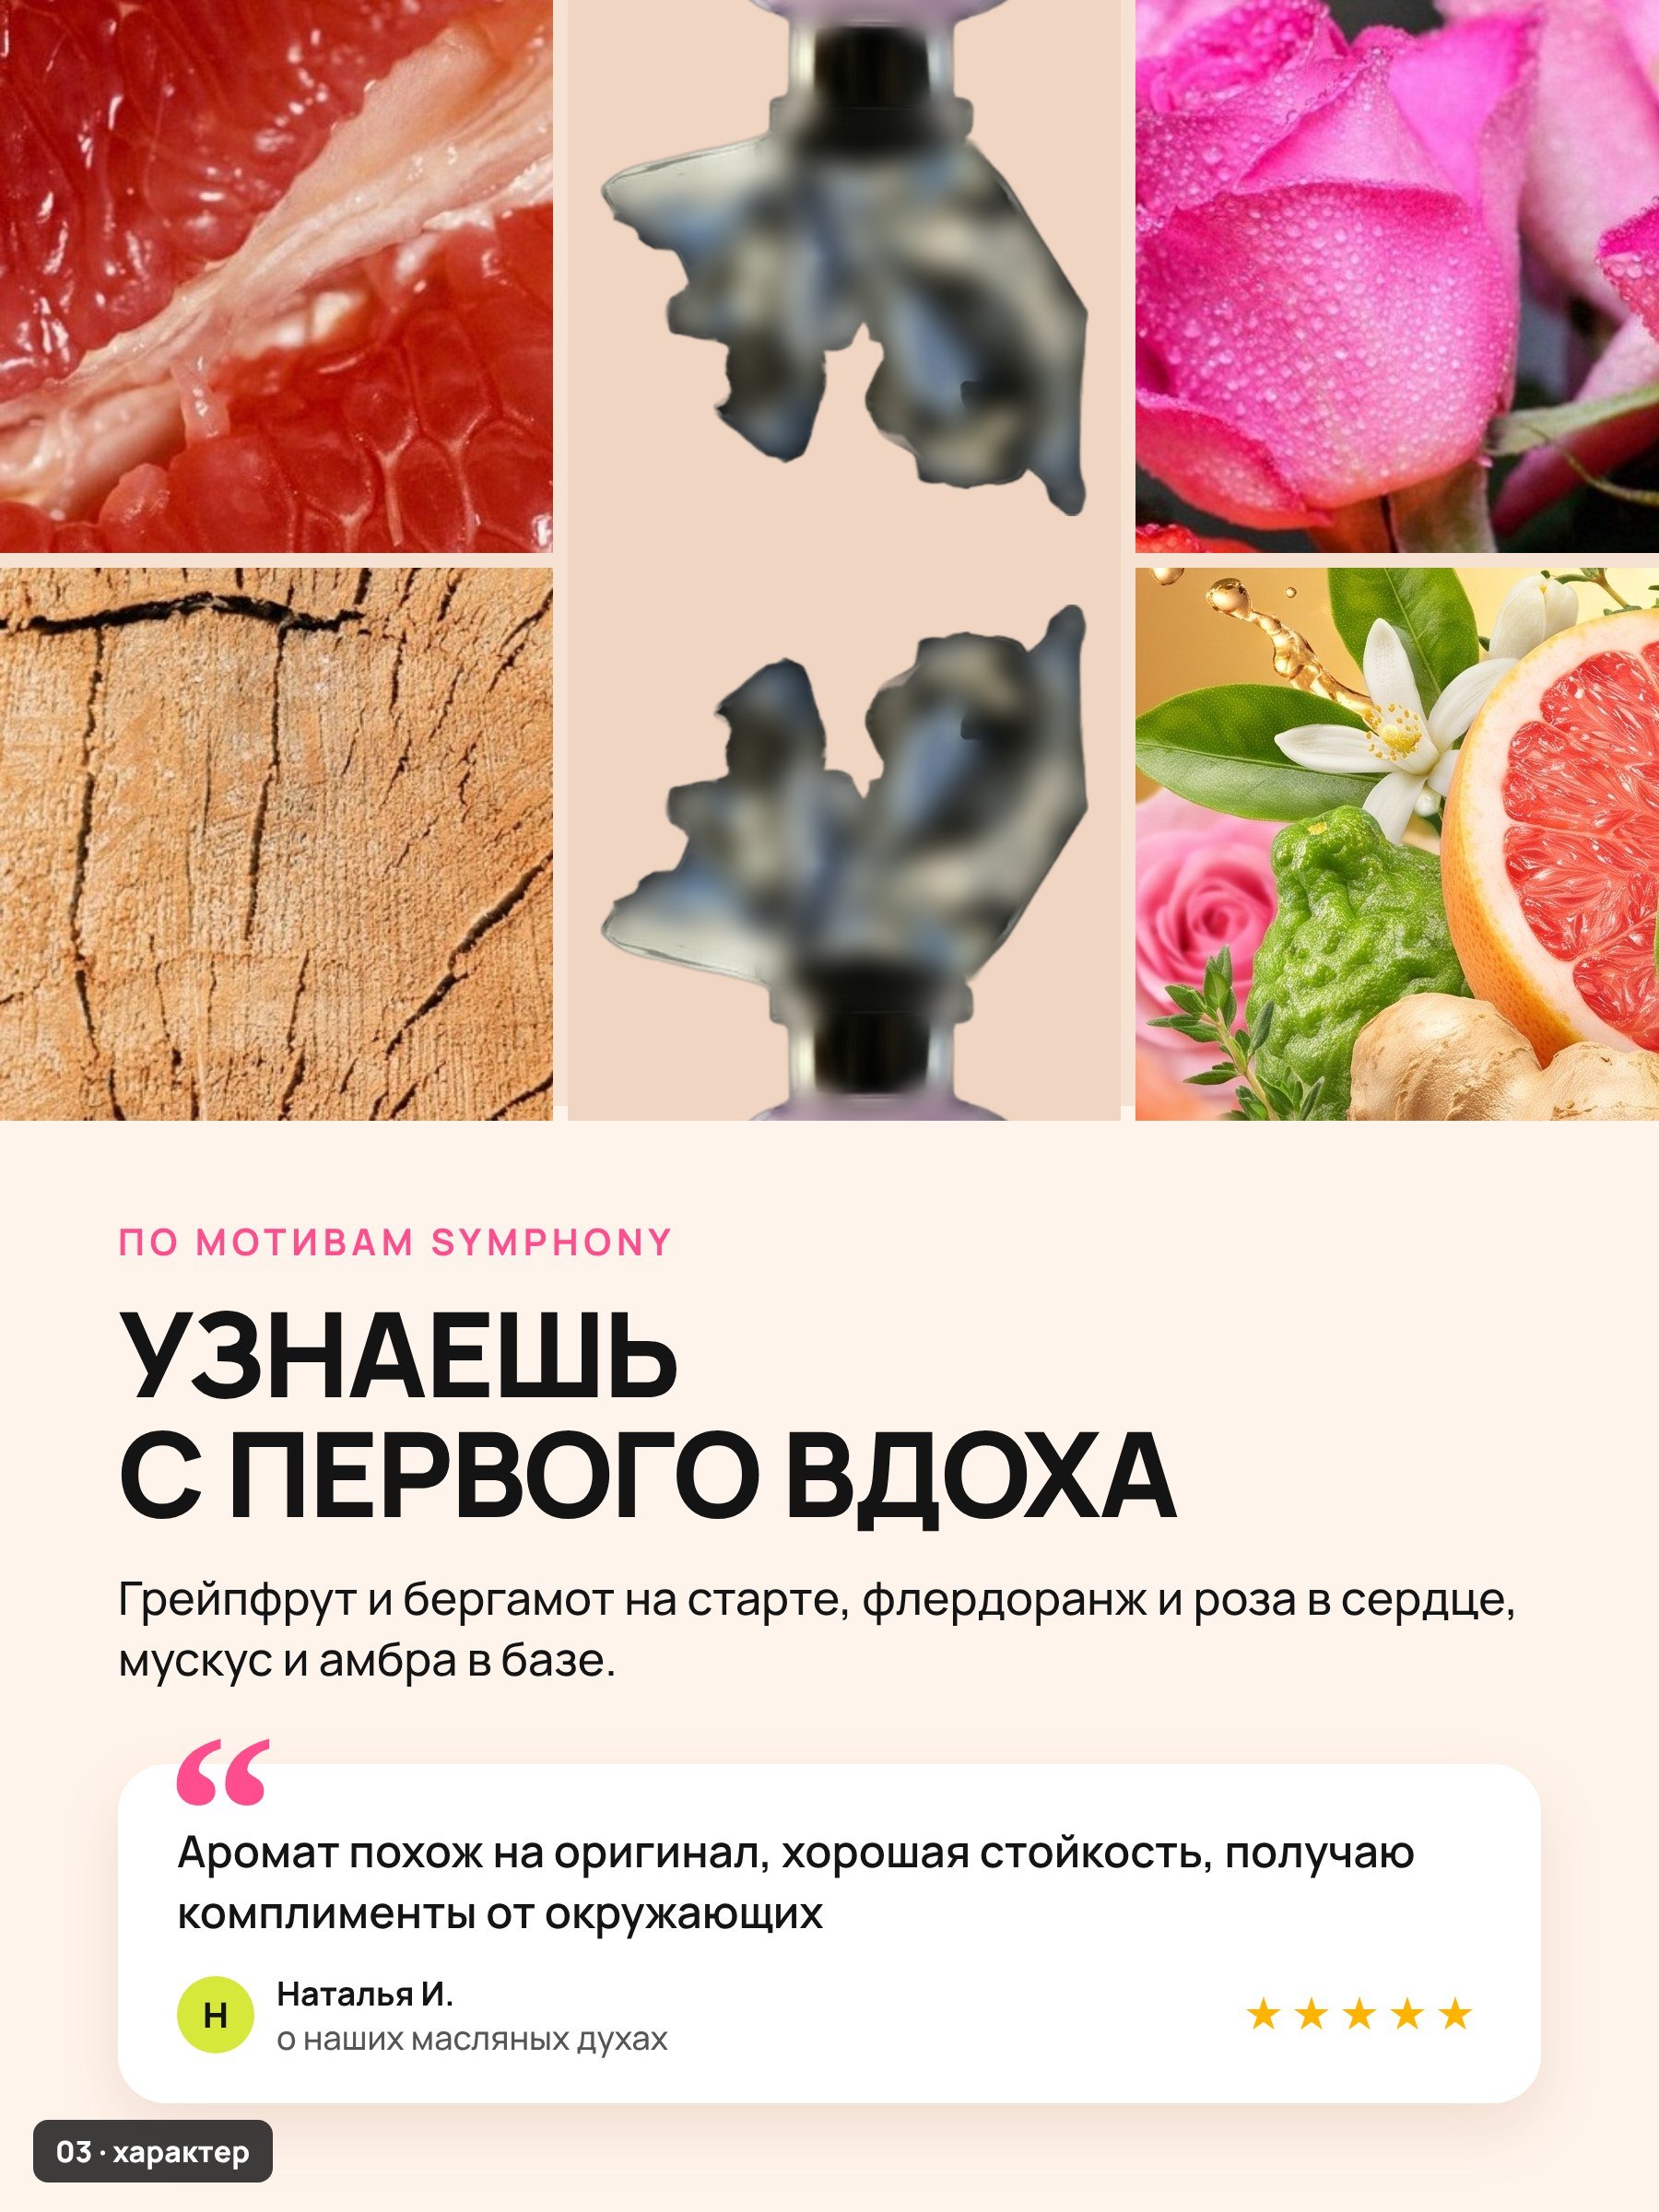 ПО МОТИВАМ SYMPHONY
УЗНАЕШЬ
С ПЕРВОГО ВДОХА
Грейпфрут и бергамот на старте, флердоранж и роза в сердце,
мускус и амбра в базе.
“
Аромат похож на оригинал, хорошая стойкость, получаю
комплименты от окружающих
Н
Наталья И.
о наших масляных духах
★★★★★
03 · характер